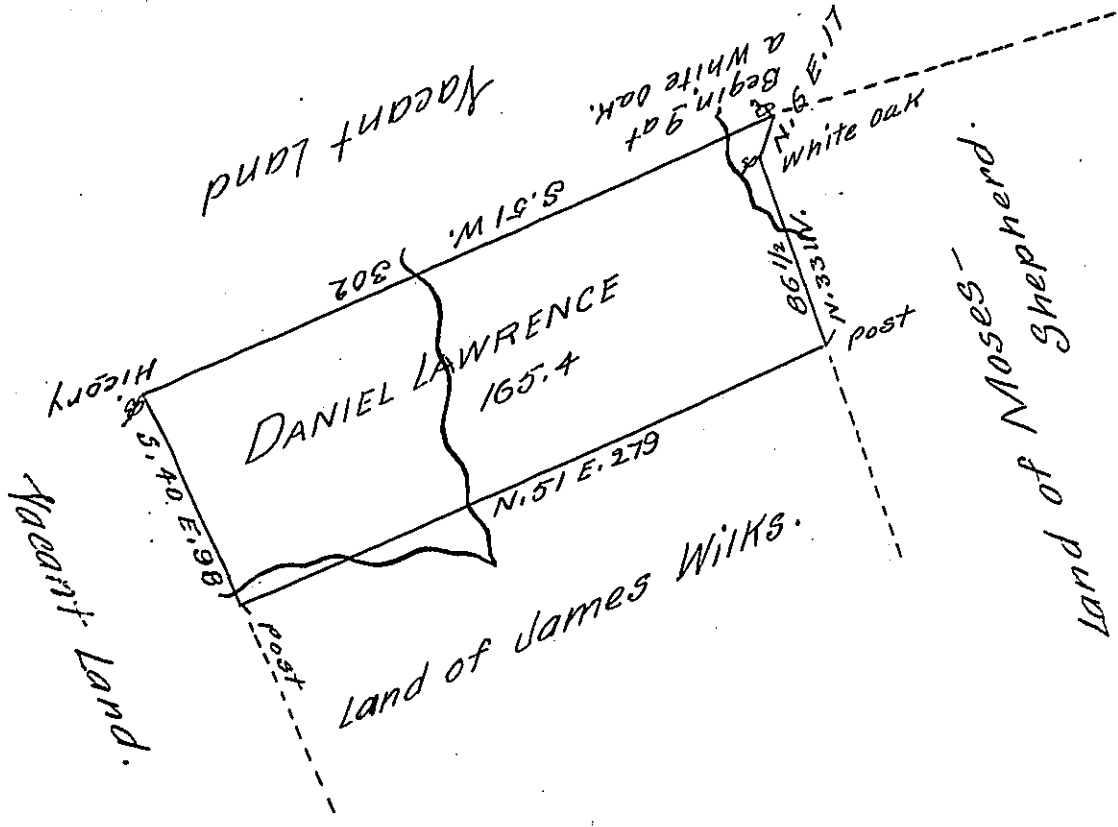 Vacant Land
Begin.g at
a white oak.
N. 9 E. 17
White oak
S. 51 W.
302
Hicory
S. 40 E. 98
Post
N. 51 E. 279
Post
86 1/2
N. 33 W.
DANIEL LAWRENCE
165.4
Vacant Land.
Land of James Wilks.
Land of Moses-
Shepherd.